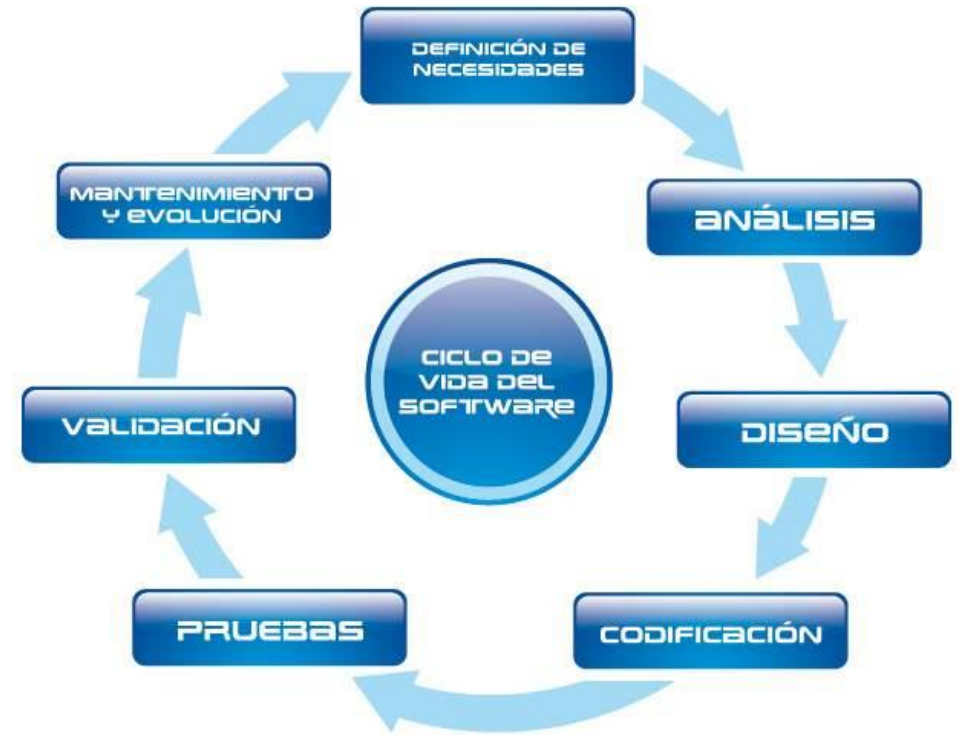 DEFINICIÓN DE
NECESIDADES
ANÁLISIS
DISEÑO
CODIFICACIÓN
PRUEBAS
VALIDACIÓN
MANTENIMIENTO
Y EVOLUCIÓN
CICLO DE
VIDA DEL
SOFTWARE